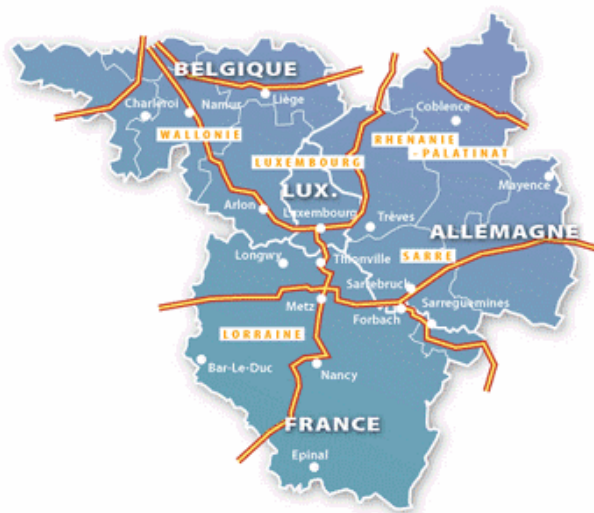 BELGIQUE
Charleroi
Namur
Liège
Coblence
WALLONIE
RHENANIE
-PALATINAT
LUXEMBOURG
Mayence
LUX.
Arlon
Luxembourg
Trèves
ALLEMAGNE
Longwy
Thionville
SARRE
Sarrebruck
Metz
Forbach
Sarreguemines
LORRAINE
Bar-Le-Duc
Nancy
FRANCE
Epinal